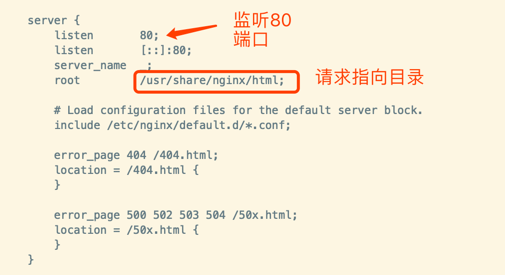 server {
listen 80;
监听80
端口
listen [::]:80;
server_name ;
root /usr/share/nginx/html;
请求指向目录
# Load configuration files for the default server block.
include /etc/nginx/default.d/*.conf;
error_page 404 /404.html;
location = /404.html {
}
error_page 500 502 503 504 /50x.html;
location = /50x.html {
}
}